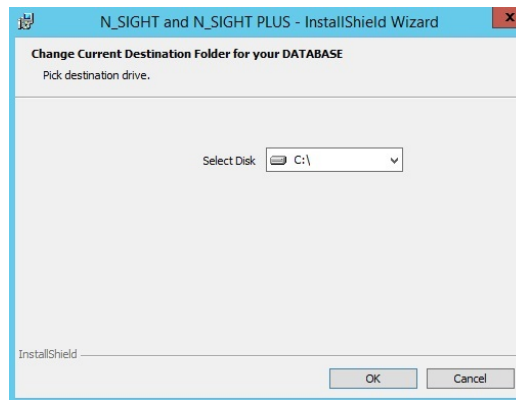 N_SIGHT and N_SIGHT PLUS - InstallShield Wizard
x
Change Current Destination Folder for your DATABASE
Pick destination drive.
Select Disk C:\
InstallShield
OK Cancel